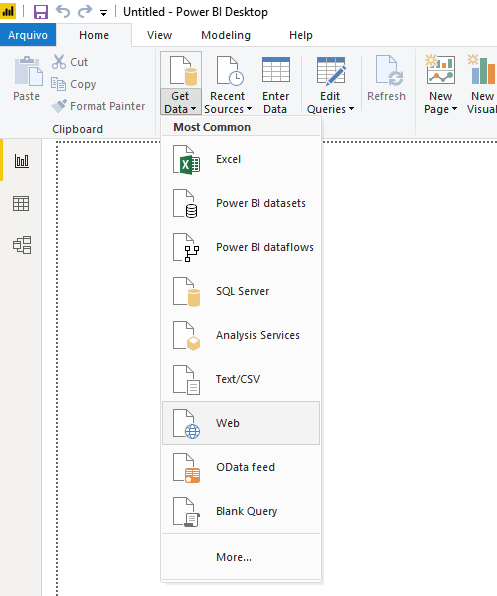 Untitled - Power BI Desktop
Arquivo Home View Modeling Help
Paste
Cut
Copy
Format Painter
Clipboard
Get Data
Recent Sources
Enter Data
Edit Queries
Refresh
New Page
New Visual
Most Common
Excel
Power BI datasets
Power BI dataflows
SQL Server
Analysis Services
Text/CSV
Web
OData feed
Blank Query
More...